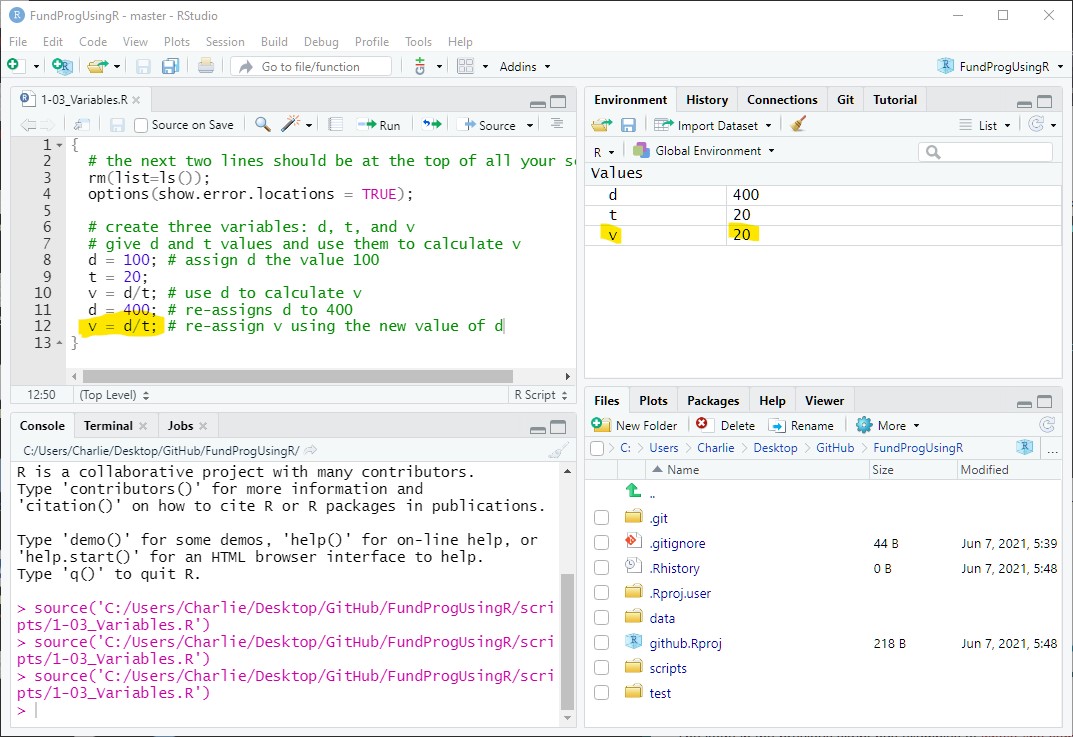 FundProgUsingR - master - RStudio
File Edit Code View Plots Session Build Debug Profile Tools Help
Go to file/function Addins FundProgUsingR
1-03_Variables.R
Source on Save Run Source
1 {
2 # the next two lines should be at the top of all your s
3 rm(list=ls());
4 options(show.error.locations = TRUE);
5
6 # create three variables: d, t, and v
7 # give d and t values and use them to calculate v
8 d = 100; # assign d the value 100
9 t = 20;
10 v = d/t; # use d to calculate v
11 d = 400; # re-assigns d to 400
12 v = d/t; # re-assign v using the new value of d
13 }
12:50 (Top Level) R Script
Console Terminal Jobs
C:/Users/Charlie/Desktop/GitHub/FundProgUsingR/
R is a collaborative project with many contributors.
Type 'contributors()' for more information and
'citation()' on how to cite R or R packages in publications.
Type 'demo()' for some demos, 'help()' for on-line help, or
'help.start()' for an HTML browser interface to help.
Type 'q()' to quit R.
> source('C:/Users/Charlie/Desktop/GitHub/FundProgUsingR/scri
pts/1-03_Variables.R')
> source('C:/Users/Charlie/Desktop/GitHub/FundProgUsingR/scri
pts/1-03_Variables.R')
> source('C:/Users/Charlie/Desktop/GitHub/FundProgUsingR/scri
pts/1-03_Variables.R')
>
Environment History Connections Git Tutorial
Import Dataset List
R Global Environment
Values
d 400
t 20
v 20
Files Plots Packages Help Viewer
New Folder Delete Rename More
C: Users Charlie Desktop GitHub FundProgUsingR ...
Name Size Modified
..
.git
.gitignore 44 B Jun 7, 2021, 5:39
.Rhistory 0 B Jun 7, 2021, 5:48
.Rproj.user
data
github.Rproj 218 B Jun 7, 2021, 5:48
scripts
test